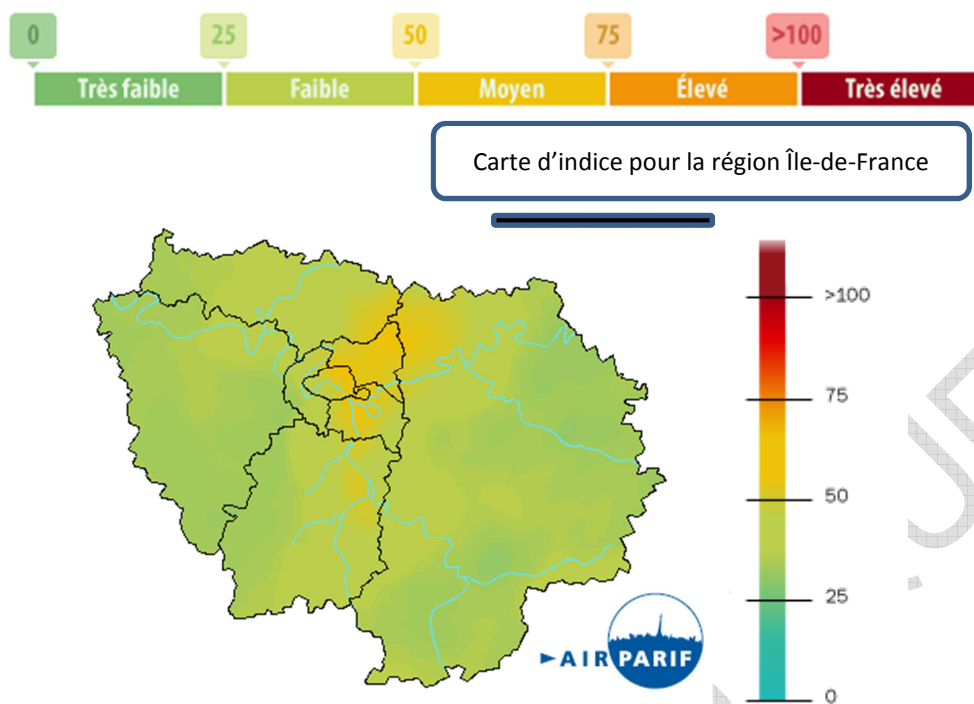 0 25 50 75 >100
Très faible Faible Moyen Élevé Très élevé
Carte d’indice pour la région Île-de-France
>100
75
50
25
0
AIRPARIF